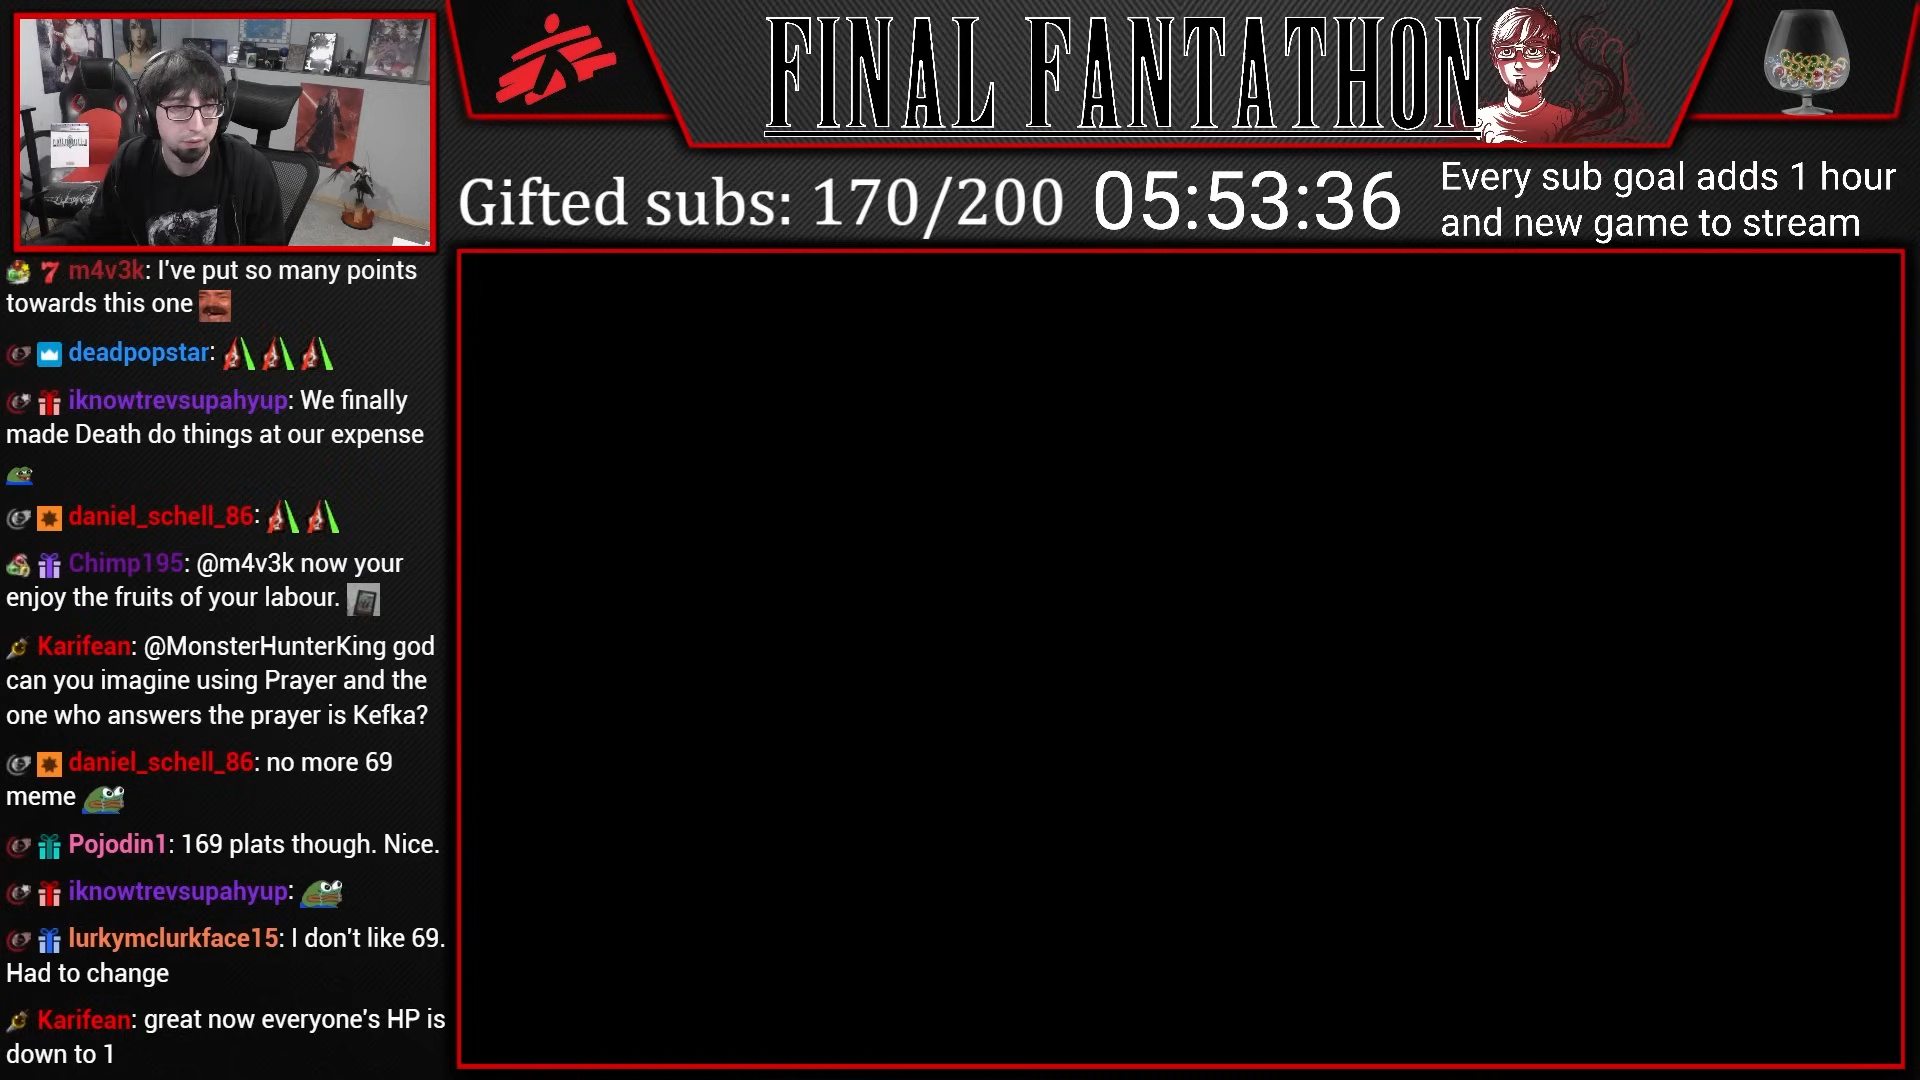 FINAL FANTATHON
Gifted subs: 170/200
05:53:36
Every sub goal adds 1 hour
and new game to stream
m4v3k: I've put so many points
towards this one
deadpopstar:
iknowtrevsupahyup: We finally
made Death do things at our expense
daniel_schell_86:
Chimp195: @m4v3k now your
enjoy the fruits of your labour.
Karifean: @MonsterHunterKing god
can you imagine using Prayer and the
one who answers the prayer is Kefka?
daniel_schell_86: no more 69
meme
Pojodin1: 169 plats though. Nice.
iknowtrevsupahyup:
lurkymclurkface15: I don't like 69.
Had to change
Karifean: great now everyone's HP is
down to 1